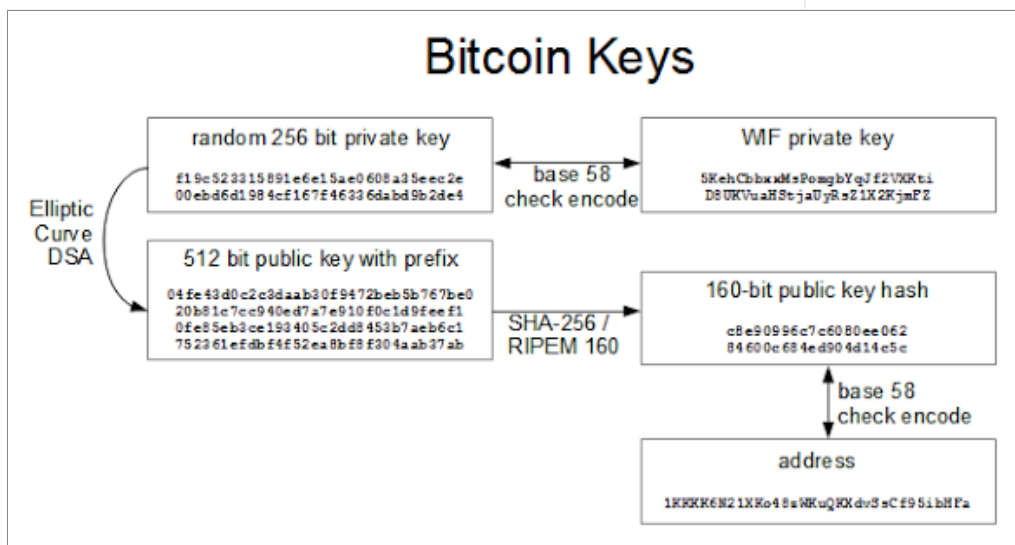 Bitcoin Keys
random 256 bit private key
f19c523315891e6e15ae0608a35eec2e
00ebd6d1984cf167f46336dabd9b2de4
base 58
check encode
WIF private key
5KehCbbxxMsPomgbYqJf2VXKti
D8UKVuaHStjaUyRsZ1X2KjmFZ
Elliptic
Curve
DSA
512 bit public key with prefix
04fe43d0c2c3daab30f9472beb5b767be0
20b81c7cc940ed7a7e910f0c1d9feef1
0fe85eb3ce193405c2dd8453b7aeb6c1
752361efdbf4f52ea8bf8f304aab37ab
SHA-256 /
RIPEM 160
160-bit public key hash
c8e90996c7c6080ee062
84600c684ed904d14c5c
base 58
check encode
address
1KKKK6N21XKo48zWKuQKXdvSsCf95ibHFa